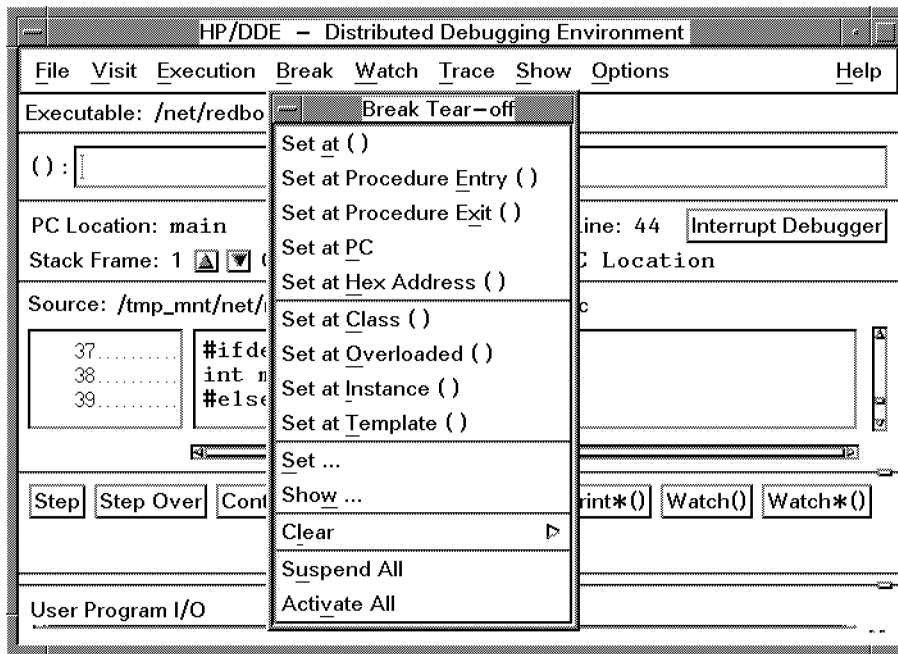 HP/DDE – Distributed Debugging Environment
File Visit Execution Break Watch Trace Show Options Help
Executable: /net/redbo
Break Tear–off
( ) :
Set at ( )
Set at Procedure Entry ( )
Set at Procedure Exit ( )
Set at PC
Set at Hex Address ( )
Set at Class ( )
Set at Overloaded ( )
Set at Instance ( )
Set at Template ( )
Set ...
Show ...
Clear
Suspend All
Activate All
PC Location: main
ine: 44 Interrupt Debugger
Stack Frame: 1
Location
Source: /tmp_mnt/net/
c
37.......... #ifde
38.......... int m
39.......... #else
Step Step Over Cont
rint*() Watch() Watch*()
User Program I/O